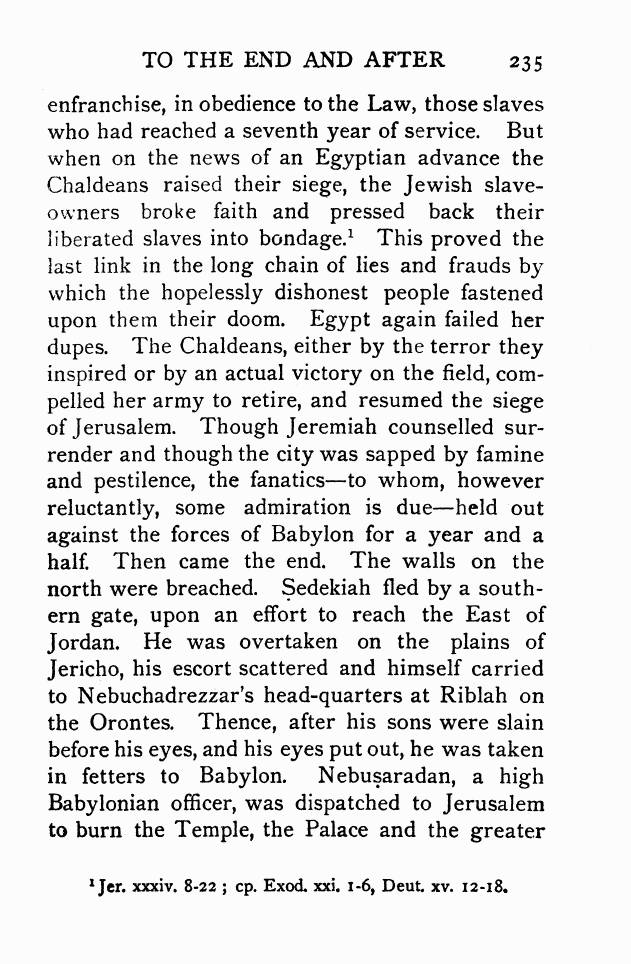 TO THE END AND AFTER 235
enfranchise, in obedience to the Law, those slaves
who had reached a seventh year of service. But
when on the news of an Egyptian advance the
Chaldeans raised their siege, the Jewish slave-
owners broke faith and pressed back their
liberated slaves into bondage.¹ This proved the
last link in the long chain of lies and frauds by
which the hopelessly dishonest people fastened
upon them their doom. Egypt again failed her
dupes. The Chaldeans, either by the terror they
inspired or by an actual victory on the field, com-
pelled her army to retire, and resumed the siege
of Jerusalem. Though Jeremiah counselled sur-
render and though the city was sapped by famine
and pestilence, the fanatics—to whom, however
reluctantly, some admiration is due—held out
against the forces of Babylon for a year and a
half. Then came the end. The walls on the
north were breached. Ṣedekiah fled by a south-
ern gate, upon an effort to reach the East of
Jordan. He was overtaken on the plains of
Jericho, his escort scattered and himself carried
to Nebuchadrezzar's head-quarters at Riblah on
the Orontes. Thence, after his sons were slain
before his eyes, and his eyes put out, he was taken
in fetters to Babylon. Nebuṣaradan, a high
Babylonian officer, was dispatched to Jerusalem
to burn the Temple, the Palace and the greater
¹ Jer. xxxiv. 8-22 ; cp. Exod. xxi. 1-6, Deut. xv. 12-18.